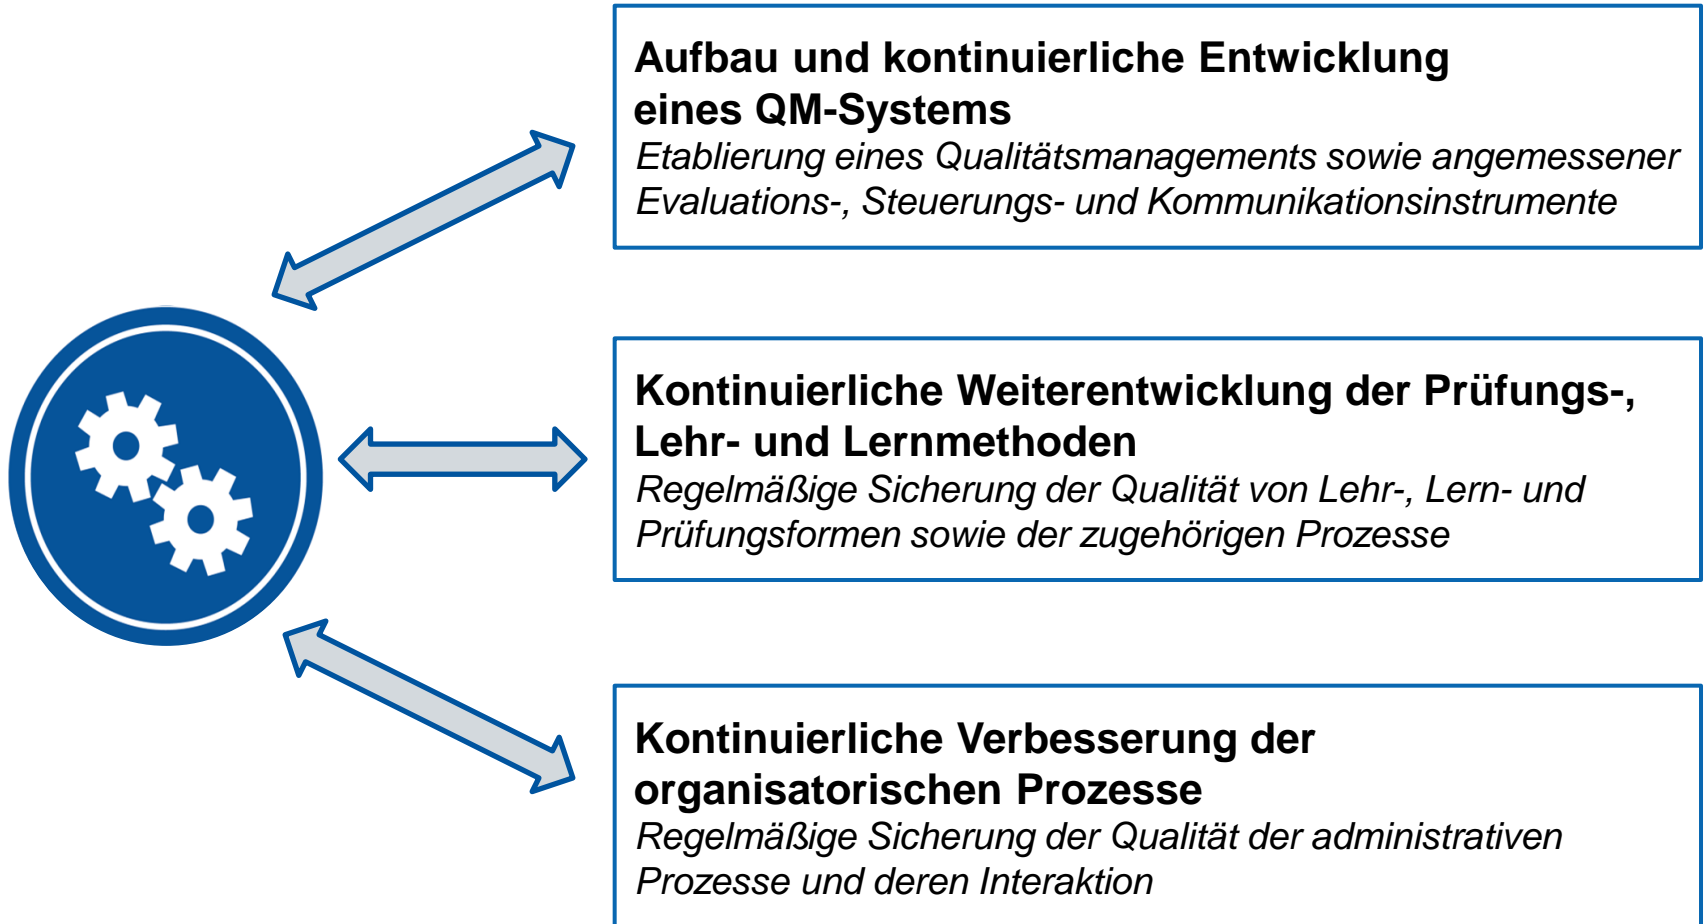 Aufbau und kontinuierliche Entwicklung
eines QM-Systems
Etablierung eines Qualitätsmanagements sowie angemessener
Evaluations-, Steuerungs- und Kommunikationsinstrumente
Kontinuierliche Weiterentwicklung der Prüfungs-,
Lehr- und Lernmethoden
Regelmäßige Sicherung der Qualität von Lehr-, Lern- und
Prüfungsformen sowie der zugehörigen Prozesse
Kontinuierliche Verbesserung der
organisatorischen Prozesse
Regelmäßige Sicherung der Qualität der administrativen
Prozesse und deren Interaktion